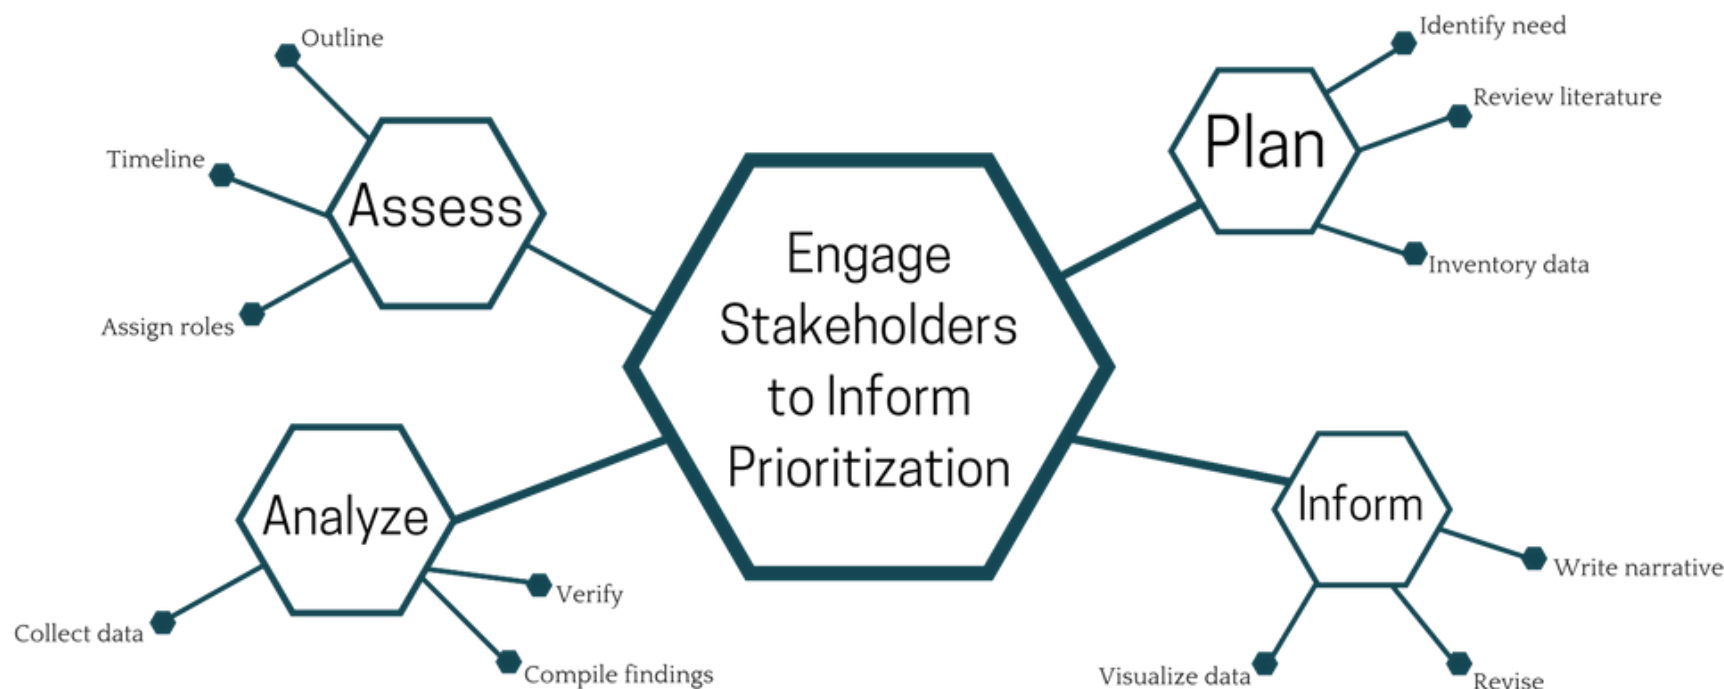 Outline
Timeline
Assess
Assign roles
Identify need
Plan
Review literature
Inventory data
Engage
Stakeholders
to Inform
Prioritization
Analyze
Collect data
Verify
Compile findings
Inform
Write narrative
Visualize data
Revise